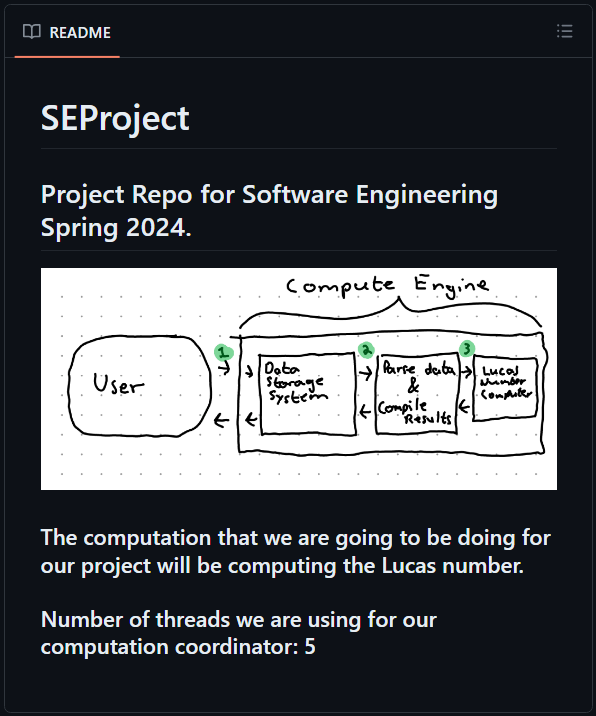 README
SEProject
Project Repo for Software Engineering
Spring 2024.
Compute Engine
1
2
3
User
Data
Storage
System
Parse data
&
Compile
Results
Lucas
Number
Computer
The computation that we are going to be doing for
our project will be computing the Lucas number.
Number of threads we are using for our
computation coordinator: 5